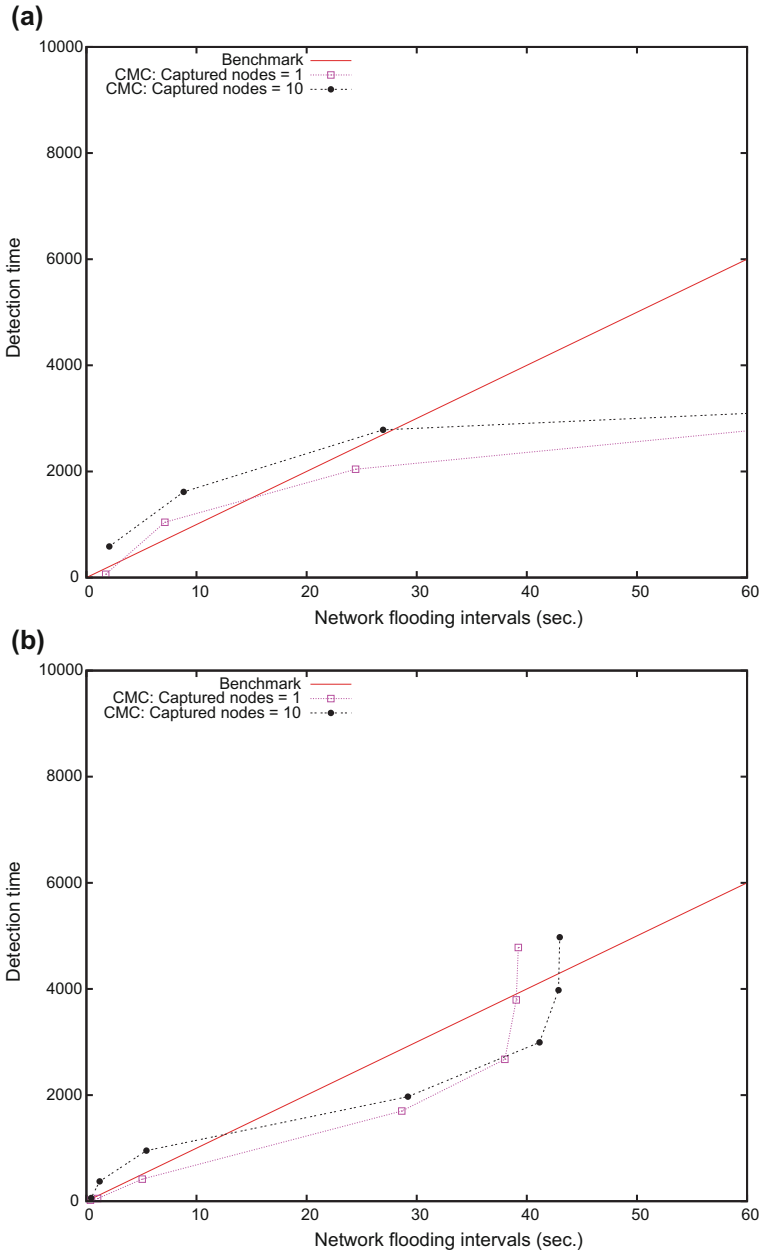 (a)
10000
8000
6000
4000
2000
0
Detection time
Benchmark
CMC: Captured nodes = 1
CMC: Captured nodes = 10
0 10 20 30 40 50 60
Network flooding intervals (sec.)
(b)
10000
8000
6000
4000
2000
0
Detection time
Benchmark
CMC: Captured nodes = 1
CMC: Captured nodes = 10
0 10 20 30 40 50 60
Network flooding intervals (sec.)